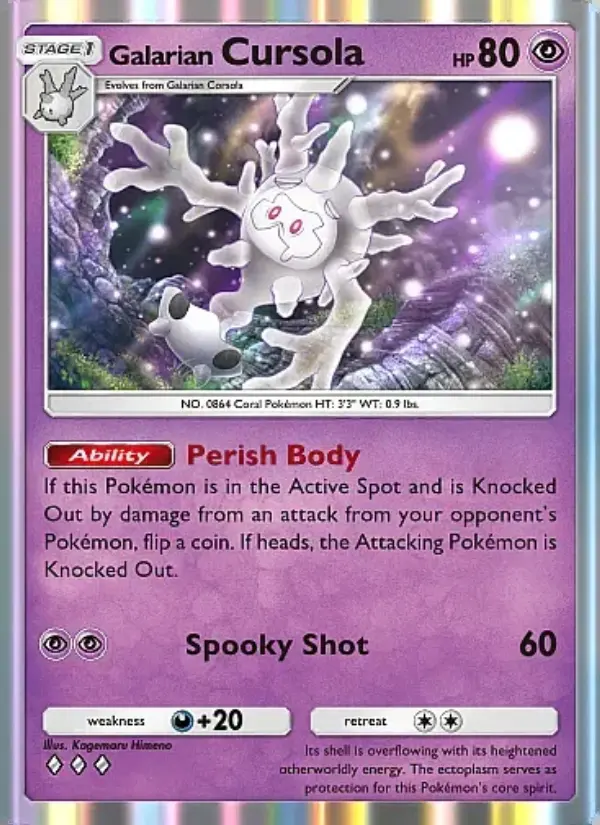 STAGE 1
Galarian Cursola
HP 80
Evolves from Galarian Corsola
NO. 0864 Coral Pokémon HT: 3'3" WT: 0.9 lbs.
Ability Perish Body
If this Pokémon is in the Active Spot and is Knocked
Out by damage from an attack from your opponent's
Pokémon, flip a coin. If heads, the Attacking Pokémon is
Knocked Out.
Spooky Shot 60
weakness +20 retreat
Illus. Kagemaru Himeno
Its shell is overflowing with its heightened
otherworldly energy. The ectoplasm serves as
protection for this Pokémon's core spirit.